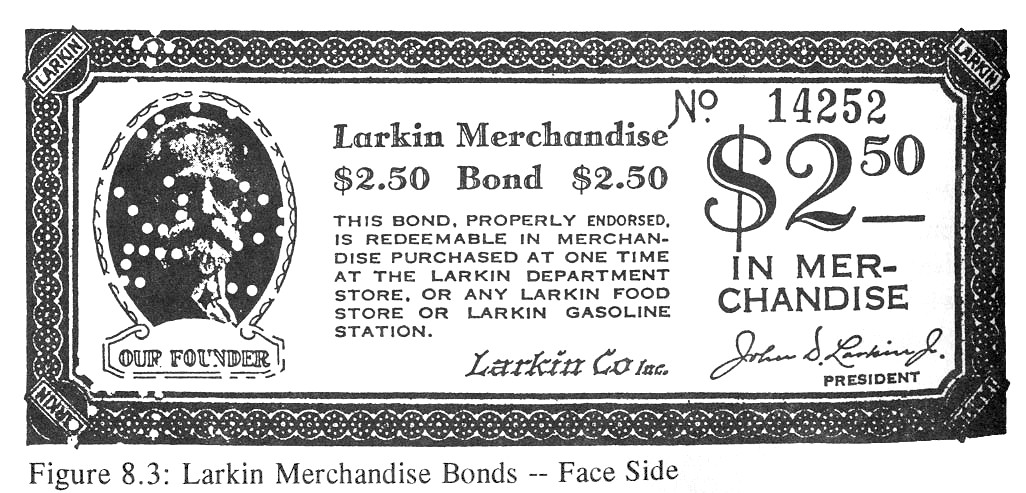 LARKIN
LARKIN
No 14252
Larkin Merchandise
$2.50 Bond $2.50
THIS BOND, PROPERLY ENDORSED,
IS REDEEMABLE IN MERCHAN-
DISE PURCHASED AT ONE TIME
AT THE LARKIN DEPARTMENT
STORE, OR ANY LARKIN FOOD
STORE OR LARKIN GASOLINE
STATION.
Larkin Co Inc.
$2.50
IN MER-
CHANDISE
John D. Larkin Jr.
PRESIDENT
OUR FOUNDER
LARKIN
Figure 8.3: Larkin Merchandise Bonds -- Face Side